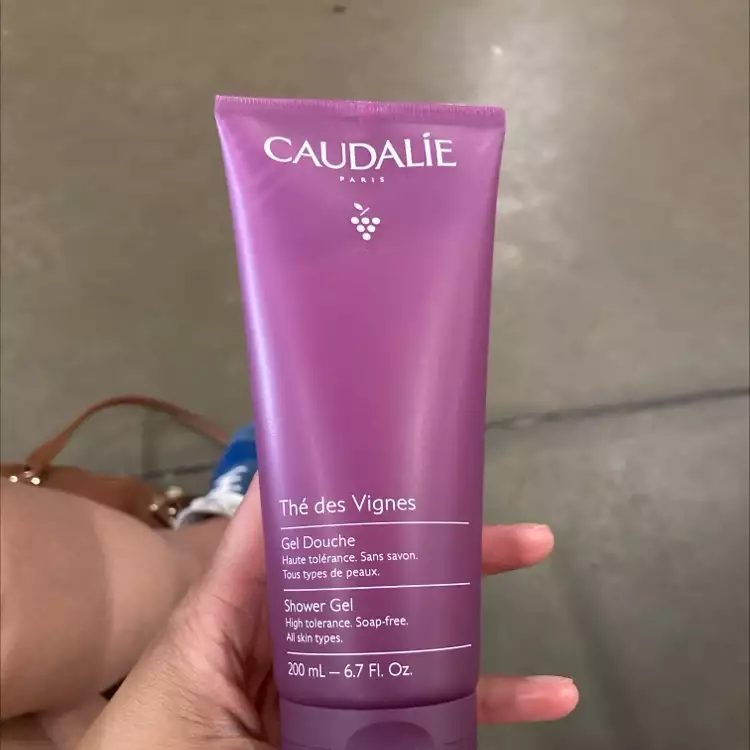 CAUDALÍE
PARIS
Thé des Vignes
Gel Douche
Haute tolérance. Sans savon.
Tous types de peaux.
Shower Gel
High tolerance. Soap-free.
All skin types.
200 mL – 6.7 Fl. Oz.